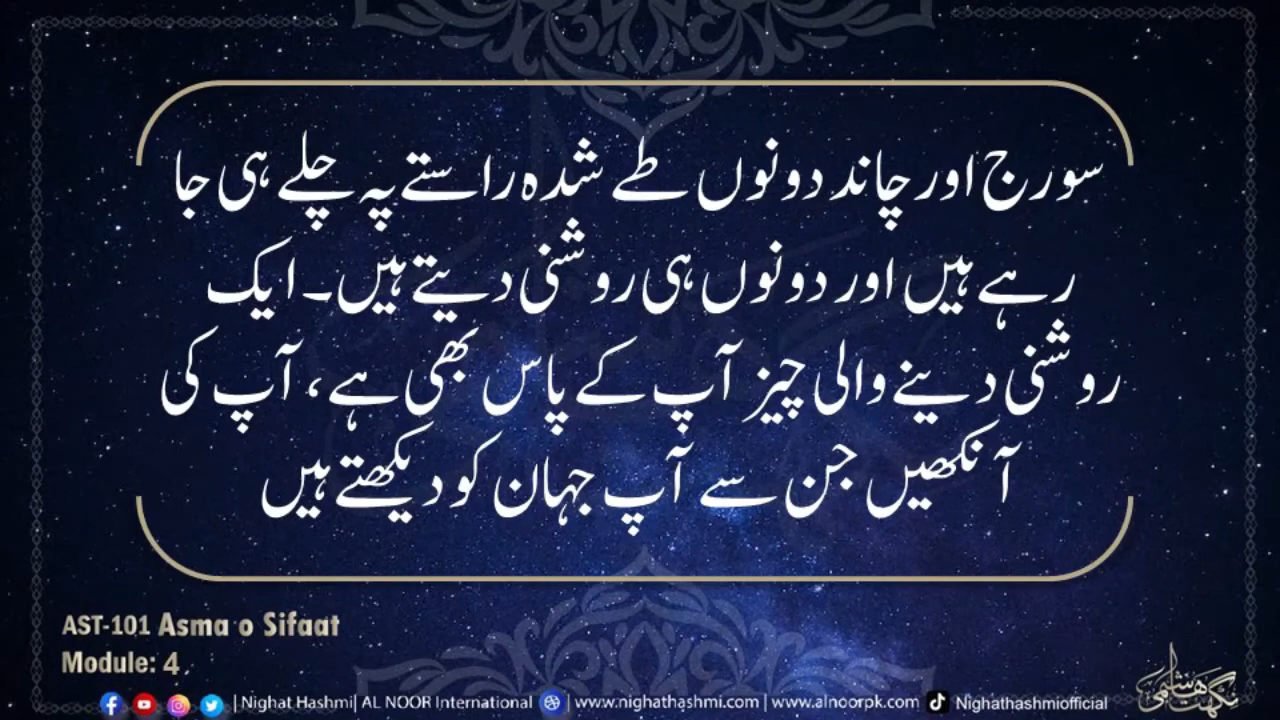 سورج اور چاند دونوں طے شدہ راستے پہ چلے ہی جا
رہے ہیں اور دونوں ہی روشنی دیتے ہیں۔ ایک
روشنی دینے والی چیز آپ کے پاس بھی ہے، آپ کی
آنکھیں جن سے آپ جہان کو دیکھتے ہیں
AST-101 Asma o Sifaat
Module: 4
| Nighat Hashmi| AL NOOR International | www.nighathashmi.com | www.alnoorpk.com Nighathashmiofficial
نگہت ہاشمی